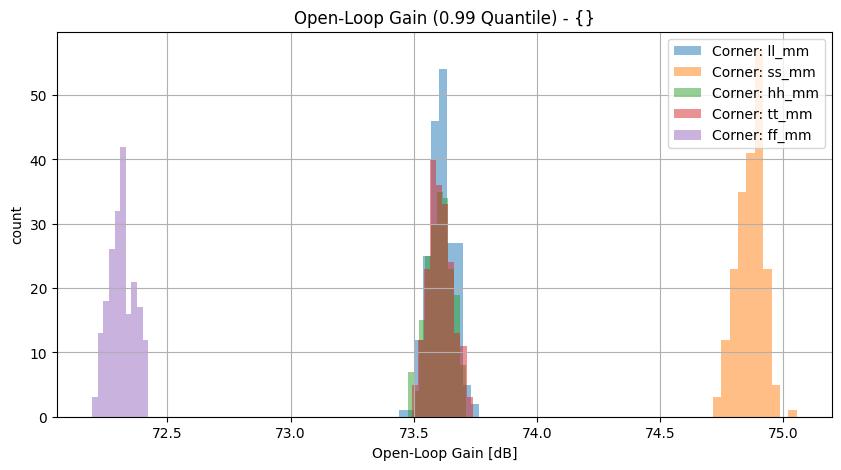 Open-Loop Gain (0.99 Quantile) - {}
Corner: ll_mm
Corner: ss_mm
Corner: hh_mm
Corner: tt_mm
Corner: ff_mm
count
50
40
30
20
10
0
72.5 73.0 73.5 74.0 74.5 75.0
Open-Loop Gain [dB]